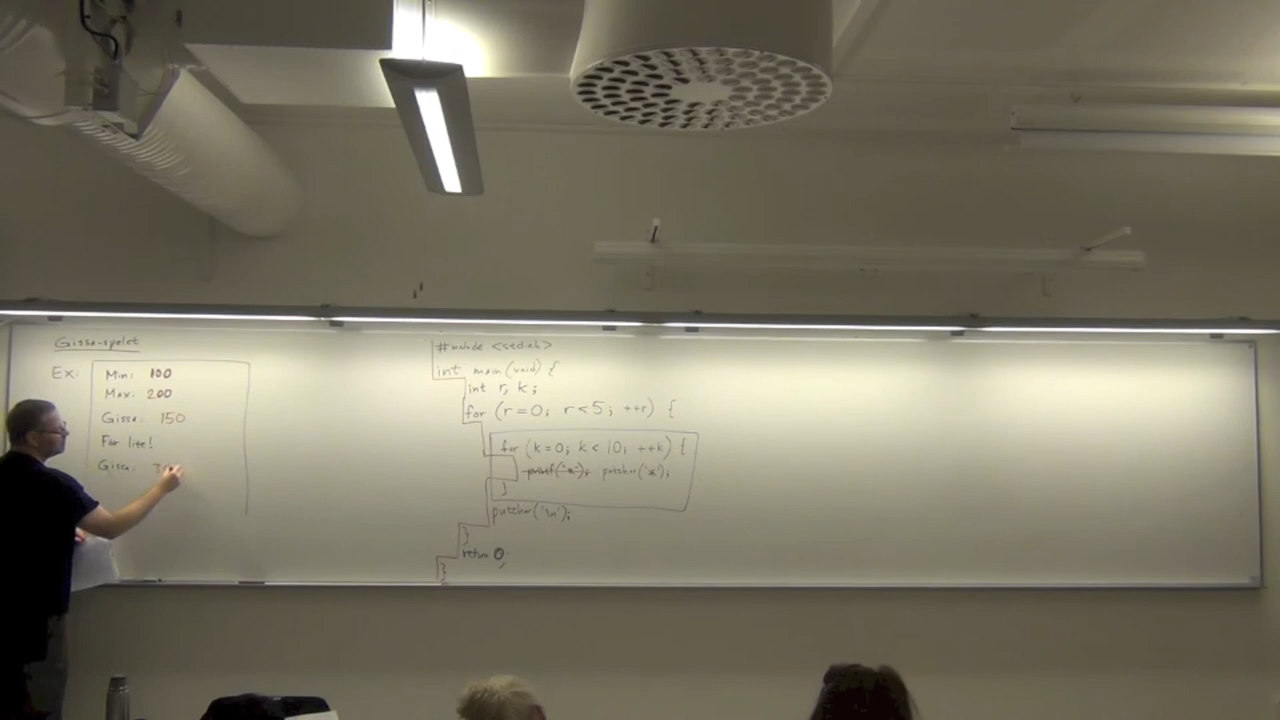 Gissa-spelet
Ex:
Min: 100
Max: 200
Gissa: 150
För lite!
Gissa:
#include <stdio.h>
int main(void) {
int r, k;
for (r=0; r<5; ++r) {
for (k=0; k<10; ++k) {
printf("*"); putchar('*');
}
putchar('\n');
}
return 0;
}